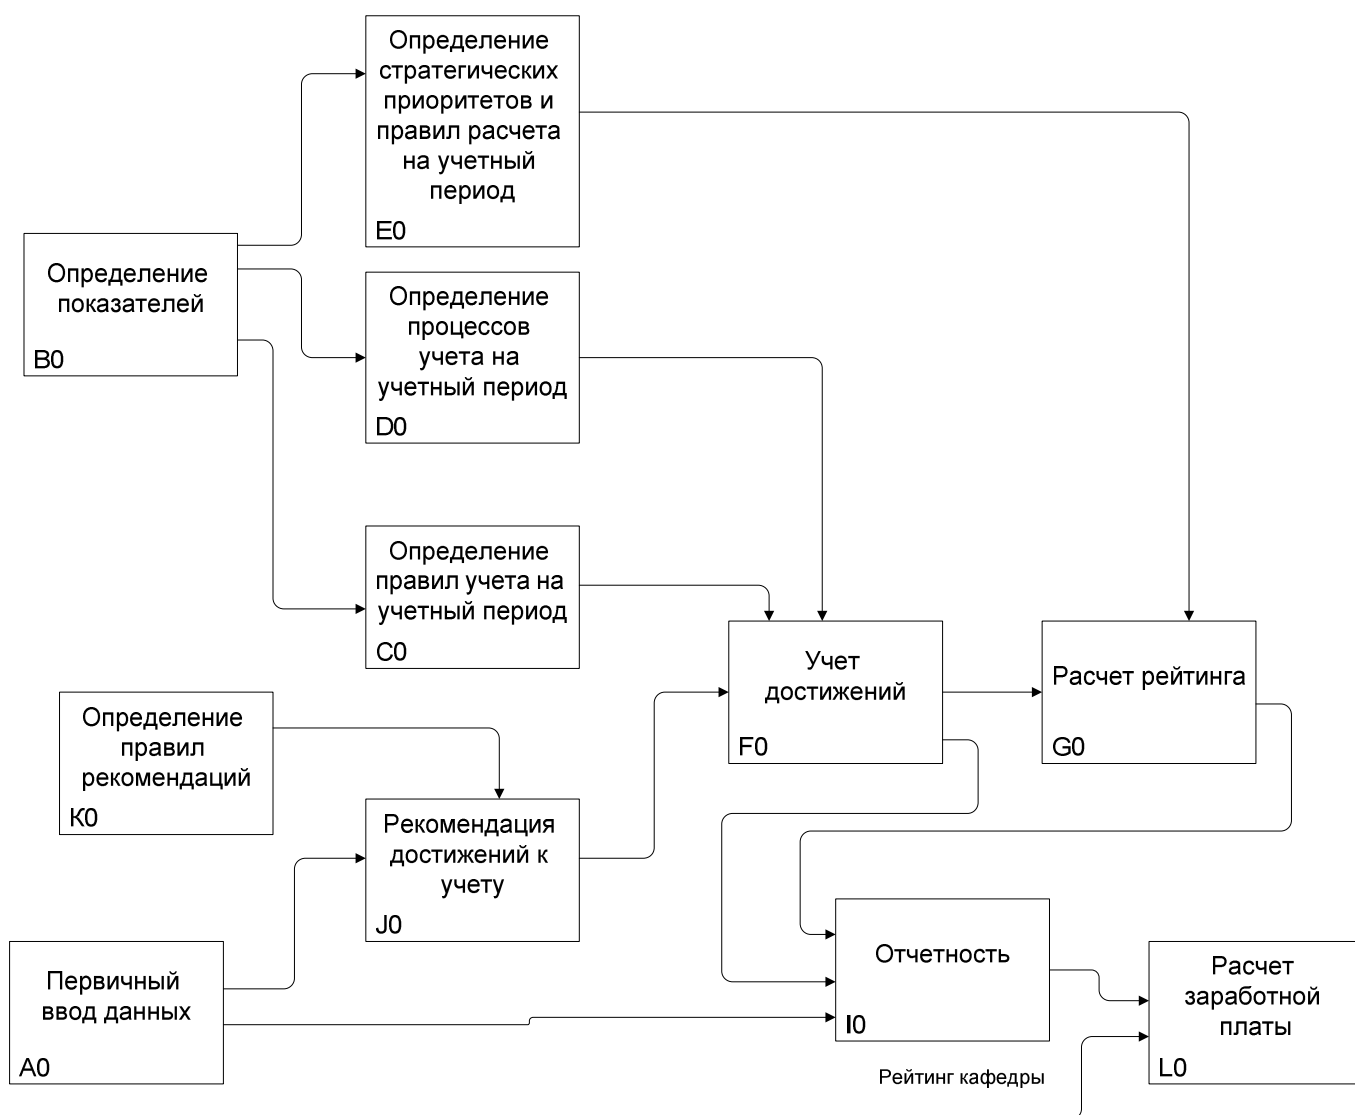 Определение
стратегических
приоритетов и
правил расчета
на учетный
период
E0
Определение
показателей
B0
Определение
процессов
учета на
учетный период
D0
Определение
правил учета на
учетный период
C0
Учет
достижений
F0
Расчет рейтинга
G0
Определение
правил
рекомендаций
K0
Рекомендация
достижений к
учету
J0
Первичный
ввод данных
A0
Отчетность
I0
Расчет
заработной
платы
L0
Рейтинг кафедры